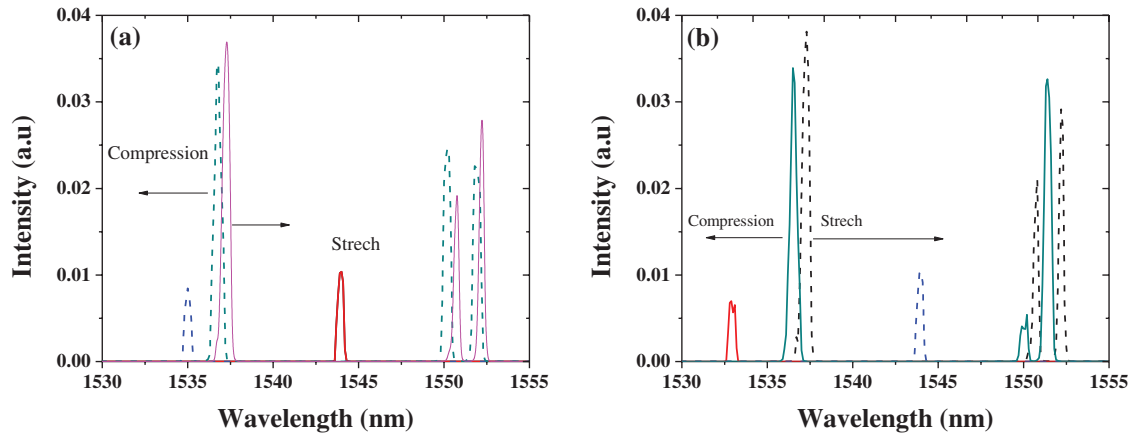 (a)
0.04
0.03
0.02
0.01
0.00
Intensity (a.u)
Compression
Strech
1530 1535 1540 1545 1550 1555
Wavelength (nm)
(b)
0.04
0.03
0.02
0.01
0.00
Intensity (a.u)
Compression
Strech
1530 1535 1540 1545 1550 1555
Wavelength (nm)